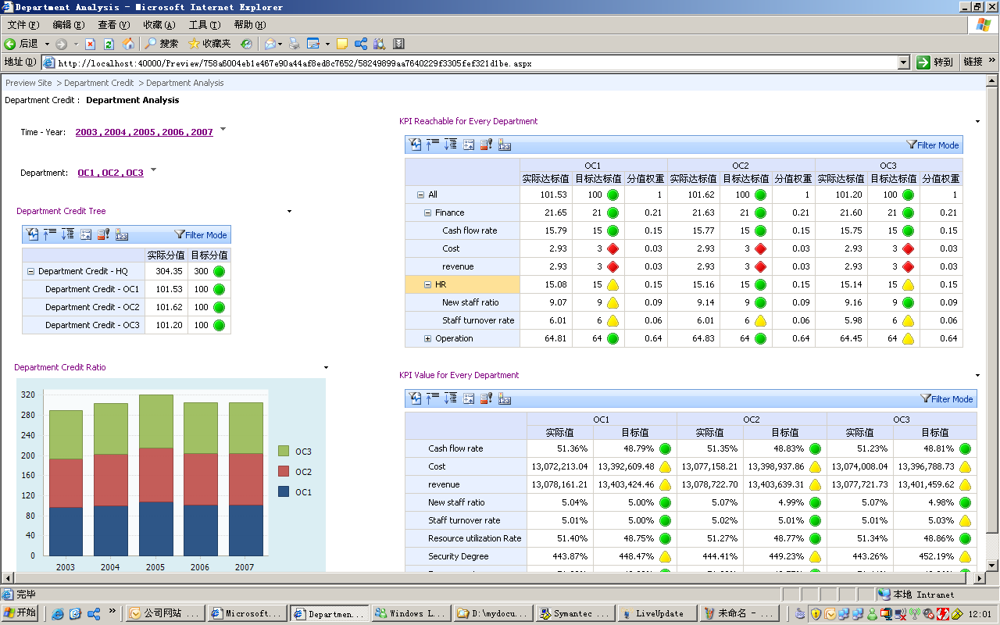 Department Analysis - Microsoft Internet Explorer
文件(F) 编辑(E) 查看(V) 收藏(A) 工具(T) 帮助(H)
后退 搜索 收藏夹
地址(D) http://localhost:40000/Preview/758a6004eb1e467e90a44af8ed8c7652/58249899aa7640229f3305fef321d1be.aspx 转到 链接 »
Preview Site > Department Credit > Department Analysis
Department Credit : Department Analysis
Time - Year: 2003,2004,2005,2006,2007
Department: OC1,OC2,OC3
Department Credit Tree
Filter Mode
实际分值 目标分值
Department Credit - HQ 304.35 300
Department Credit - OC1 101.53 100
Department Credit - OC2 101.62 100
Department Credit - OC3 101.20 100
Department Credit Ratio
320
280
240
200
160
120
80
40
0
2003 2004 2005 2006 2007
OC3
OC2
OC1
KPI Reachable for Every Department
Filter Mode
OC1 OC2 OC3
实际达标值 目标达标值 分值权重 实际达标值 目标达标值 分值权重 实际达标值 目标达标值 分值权重
All 101.53 100 1 101.62 100 1 101.20 100 1
Finance 21.65 21 0.21 21.63 21 0.21 21.60 21 0.21
Cash flow rate 15.79 15 0.15 15.77 15 0.15 15.75 15 0.15
Cost 2.93 3 0.03 2.93 3 0.03 2.93 3 0.03
revenue 2.93 3 0.03 2.93 3 0.03 2.93 3 0.03
HR 15.08 15 0.15 15.16 15 0.15 15.14 15 0.15
New staff ratio 9.07 9 0.09 9.14 9 0.09 9.16 9 0.09
Staff turnover rate 6.01 6 0.06 6.01 6 0.06 5.98 6 0.06
Operation 64.81 64 0.64 64.83 64 0.64 64.45 64 0.64
KPI Value for Every Department
Filter Mode
OC1 OC2 OC3
实际值 目标值 实际值 目标值 实际值 目标值
Cash flow rate 51.36% 48.79% 51.35% 48.83% 51.23% 48.81%
Cost 13,072,213.04 13,392,609.48 13,077,158.21 13,398,937.86 13,074,008.04 13,396,788.73
revenue 13,078,161.21 13,403,424.46 13,078,722.70 13,403,639.31 13,077,721.73 13,401,459.62
New staff ratio 5.04% 5.00% 5.07% 4.99% 5.07% 4.98%
Staff turnover rate 5.01% 5.00% 5.02% 5.01% 5.01% 5.03%
Resource utilization Rate 51.40% 48.75% 51.27% 48.77% 51.34% 48.86%
Security Degree 443.87% 448.47% 444.41% 449.23% 443.26% 452.19%
完毕 本地 Intranet
开始 » 公司网站 ... Microsoft... Departmen... Windows L... D:\mydocu... Symantec ... LiveUpdate 未命名 - ... 12:01